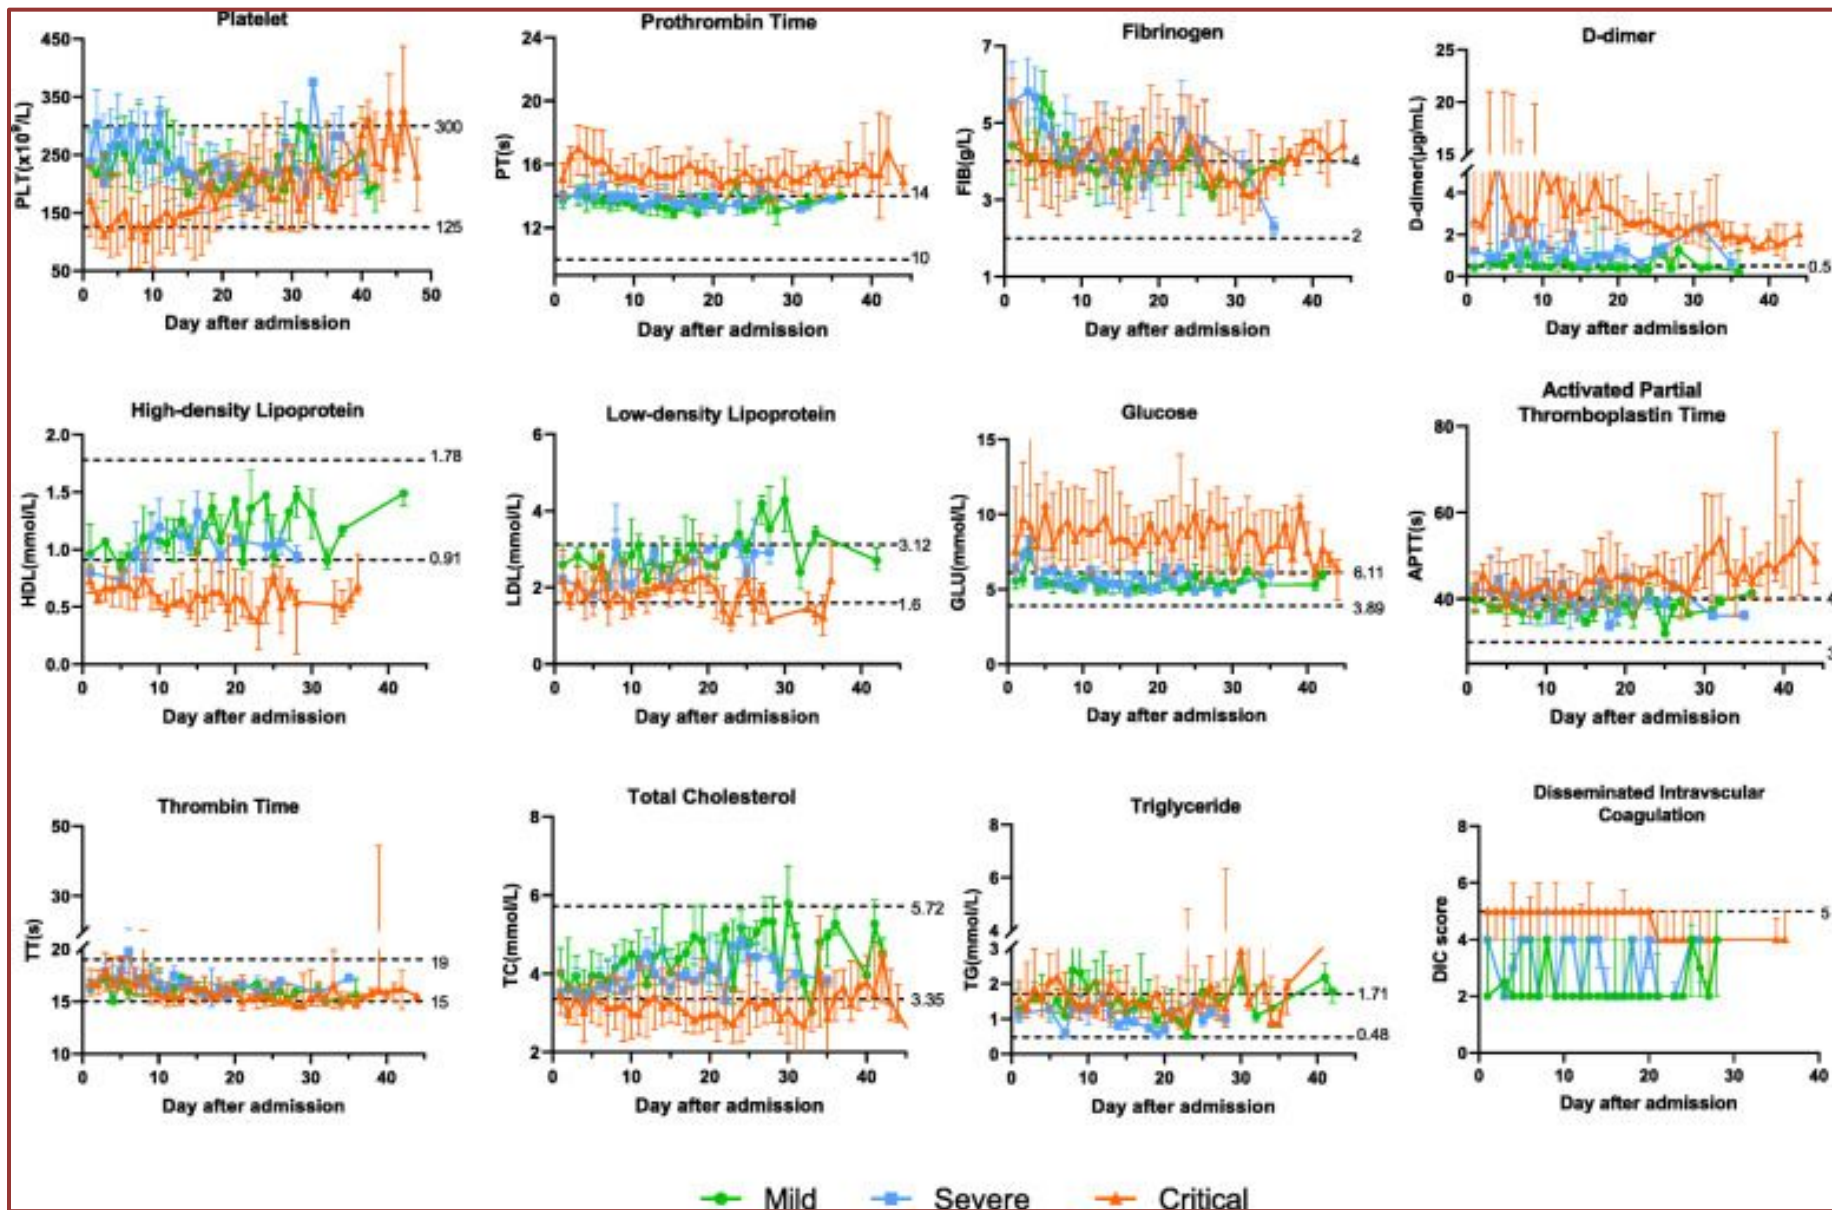 Platelet
450
350
250
150
50
300
125
PLT(x10⁹/L)
0 10 20 30 40 50
Day after admission
Prothrombin Time
24
20
16
12
14
10
PT(s)
0 10 20 30 40
Day after admission
Fibrinogen
7
5
3
1
4
2
FIB(g/L)
0 10 20 30 40
Day after admission
D-dimer
25
20
15
4
2
0
0.5
D-dimer(μg/mL)
0 10 20 30 40
Day after admission
High-density Lipoprotein
2.0
1.5
1.0
0.5
0.0
1.78
0.91
HDL(mmol/L)
0 10 20 30 40
Day after admission
Low-density Lipoprotein
6
4
2
0
3.12
1.6
LDL(mmol/L)
0 10 20 30 40
Day after admission
Glucose
15
10
5
0
6.11
3.89
GLU(mmol/L)
0 10 20 30 40
Day after admission
Activated Partial
Thromboplastin Time
80
60
40
APTT(s)
0 10 20 30 40
Day after admission
Thrombin Time
50
30
20
15
10
19
15
TT(s)
0 10 20 30 40
Day after admission
Total Cholesterol
8
6
4
2
5.72
3.35
TC(mmol/L)
0 10 20 30 40
Day after admission
Triglyceride
8
6
4
3
2
1
0
1.71
0.48
TG(mmol/L)
0 10 20 30 40
Day after admission
Disseminated Intravscular
Coagulation
8
6
4
2
0
5
DIC score
0 10 20 30 40
Day after admission
Mild Severe Critical